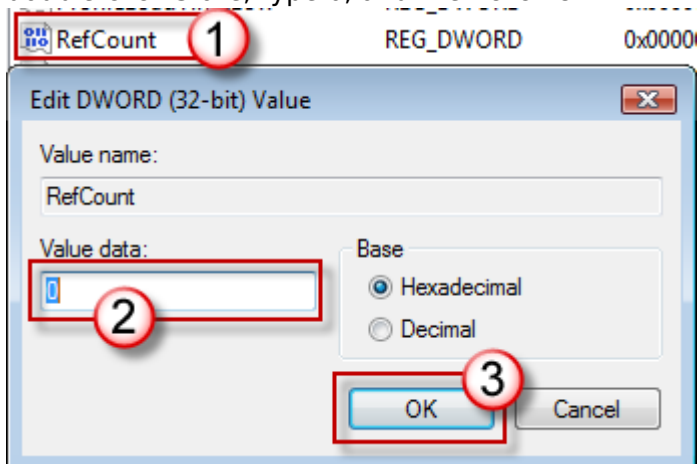 RefCount 1 REG_DWORD
Edit DWORD (32-bit) Value
Value name:
RefCount
Value data:
Base
0
2
Hexadecimal
Decimal
3
OK Cancel